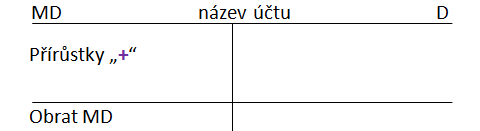 MD název účtu D
Přírůstky „+“
Obrat MD